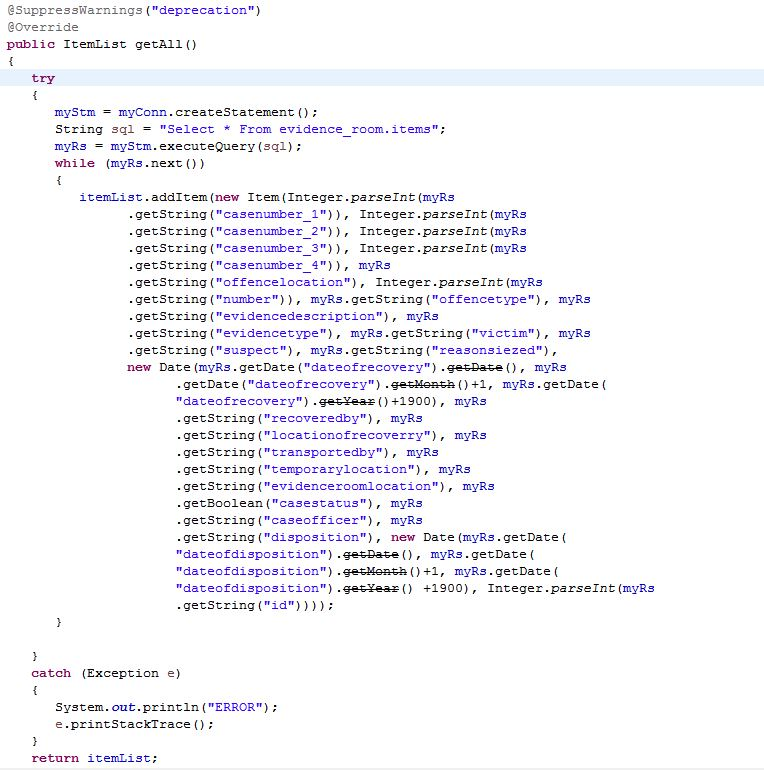 @SuppressWarnings("deprecation")
@Override
public ItemList getAll()
{
try
{
myStm = myConn.createStatement();
String sql = "Select * From evidence_room.items";
myRs = myStm.executeQuery(sql);
while (myRs.next())
{
itemList.addItem(new Item(Integer.parseInt(myRs
.getString("casenumber_1")), Integer.parseInt(myRs
.getString("casenumber_2")), Integer.parseInt(myRs
.getString("casenumber_3")), Integer.parseInt(myRs
.getString("casenumber_4")), myRs
.getString("offencelocation"), Integer.parseInt(myRs
.getString("number")), myRs.getString("offencetype"), myRs
.getString("evidencedescription"), myRs
.getString("evidencetype"), myRs.getString("victim"), myRs
.getString("suspect"), myRs.getString("reasonsiezed"),
new Date(myRs.getDate("dateofrecovery").getDate(), myRs
.getDate("dateofrecovery").getMonth()+1, myRs.getDate(
"dateofrecovery").getYear()+1900), myRs
.getString("recoveredby"), myRs
.getString("locationofrecoverry"), myRs
.getString("transportedby"), myRs
.getString("temporarylocation"), myRs
.getString("evidenceroomlocation"), myRs
.getBoolean("casestatus"), myRs
.getString("caseofficer"), myRs
.getString("disposition"), new Date(myRs.getDate(
"dateofdisposition").getDate(), myRs.getDate(
"dateofdisposition").getMonth()+1, myRs.getDate(
"dateofdisposition").getYear() +1900), Integer.parseInt(myRs
.getString("id"))));
}
}
catch (Exception e)
{
System.out.println("ERROR");
e.printStackTrace();
}
return itemList;